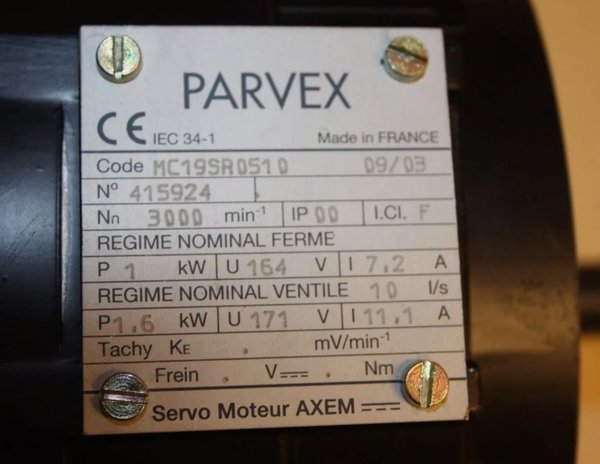 PARVEX
CE IEC 34-1 Made in FRANCE
Code MC19SR0510 09/03
Nº 415924
Nn 3000 min⁻¹ IP 00 I.Cl. F
REGIME NOMINAL FERME
P 1 kW U 164 V I 7.2 A
REGIME NOMINAL VENTILE 10 l/s
P 1.6 kW U 171 V I 11.1 A
Tachy KE . mV/min⁻¹
Frein . V⎓ . Nm
Servo Moteur AXEM ⎓